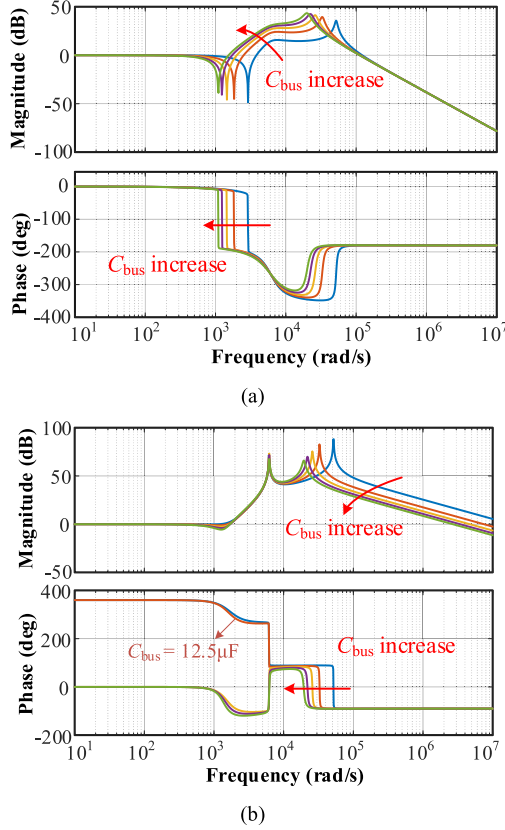 50
0
-50
-100
Magnitude (dB)
C_bus increase
0
-100
-200
-300
-400
Phase (deg)
C_bus increase
10^1 10^2 10^3 10^4 10^5 10^6 10^7
Frequency (rad/s)
(a)
100
50
0
-50
Magnitude (dB)
C_bus increase
400
200
0
-200
Phase (deg)
C_bus increase
C_bus = 12.5μF
10^1 10^2 10^3 10^4 10^5 10^6 10^7
Frequency (rad/s)
(b)